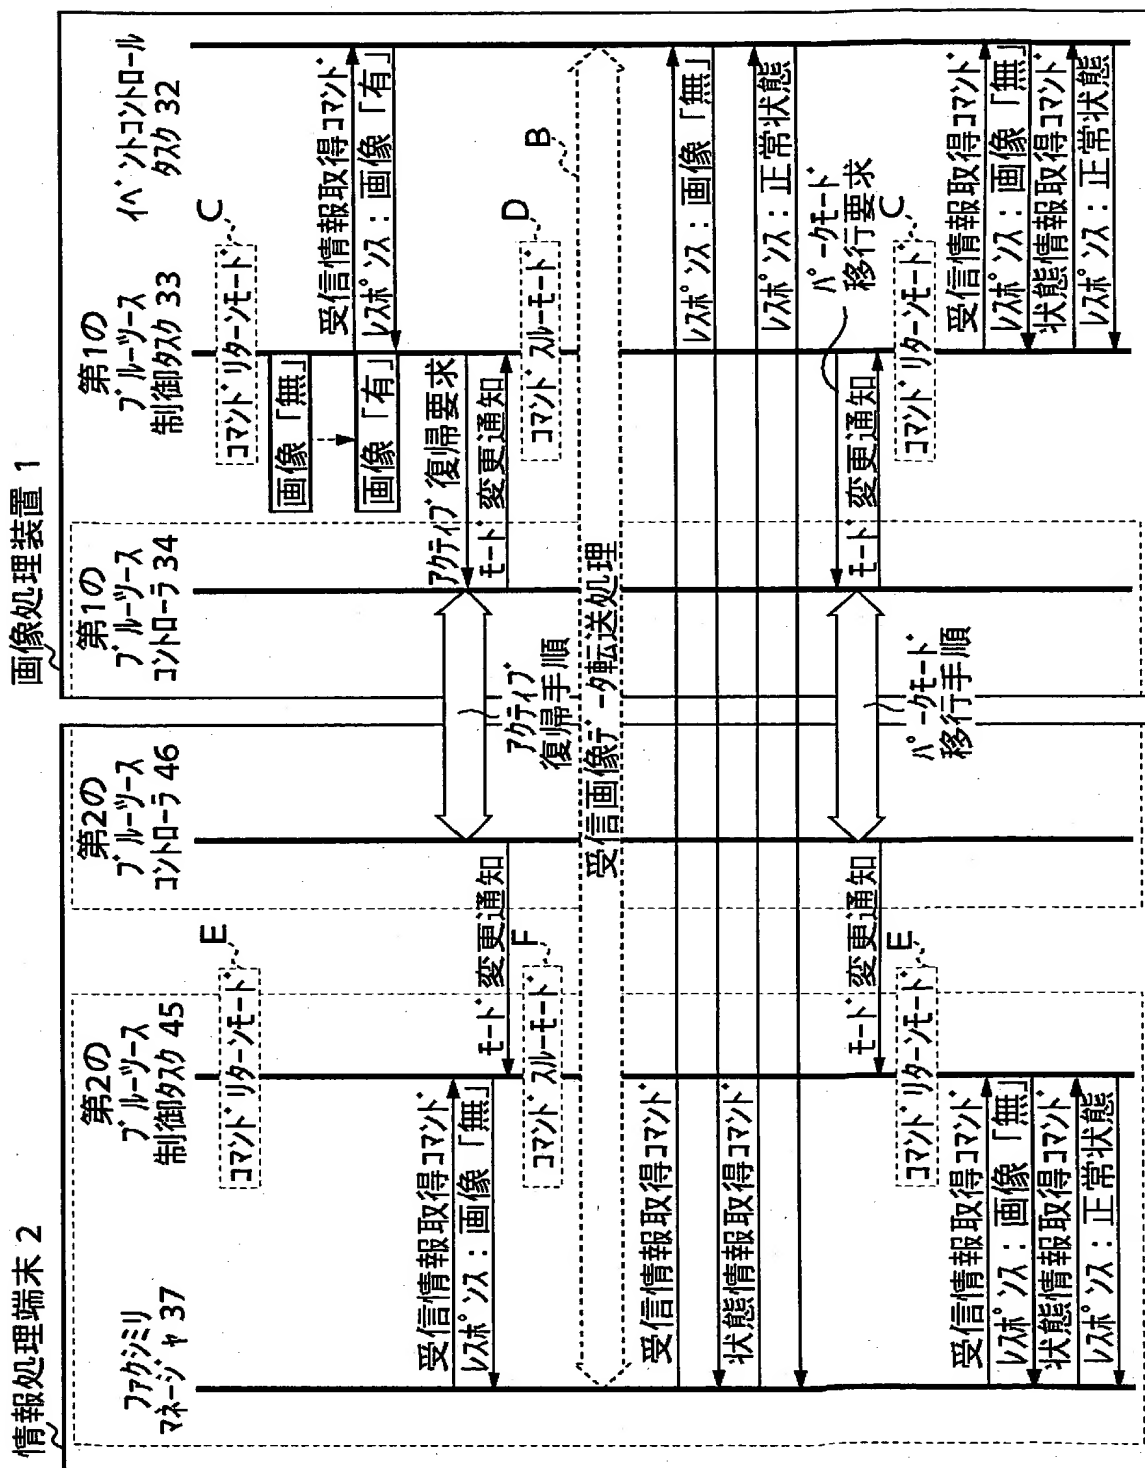 情報処理端末 2
画像処理装置 1
ファクシミリ
マネージャ 37
第2の
ブルーツース
制御タスク 45
第2の
ブルーツース
コントローラ 46
第1の
ブルーツース
コントローラ 34
第1の
ブルーツース
制御タスク 33
イベントコントロール
タスク 32
コマンドリターンモード
E
コマンドリターンモード
C
画像「無」
画像「有」
受信情報取得コマンド
レスポンス：画像「有」
受信情報取得コマンド
レスポンス：画像「無」
アクティブ復帰要求
アクティブ
復帰手順
モード変更通知
モード変更通知
コマンドスルーモード
F
コマンドスルーモード
D
受信画像データ転送処理
B
受信情報取得コマンド
レスポンス：画像「無」
状態情報取得コマンド
レスポンス：正常状態
パークモード
移行要求
パークモード
移行手順
モード変更通知
モード変更通知
コマンドリターンモード
E
コマンドリターンモード
C
受信情報取得コマンド
レスポンス：画像「無」
状態情報取得コマンド
レスポンス：正常状態
受信情報取得コマンド
レスポンス：画像「無」
状態情報取得コマンド
レスポンス：正常状態